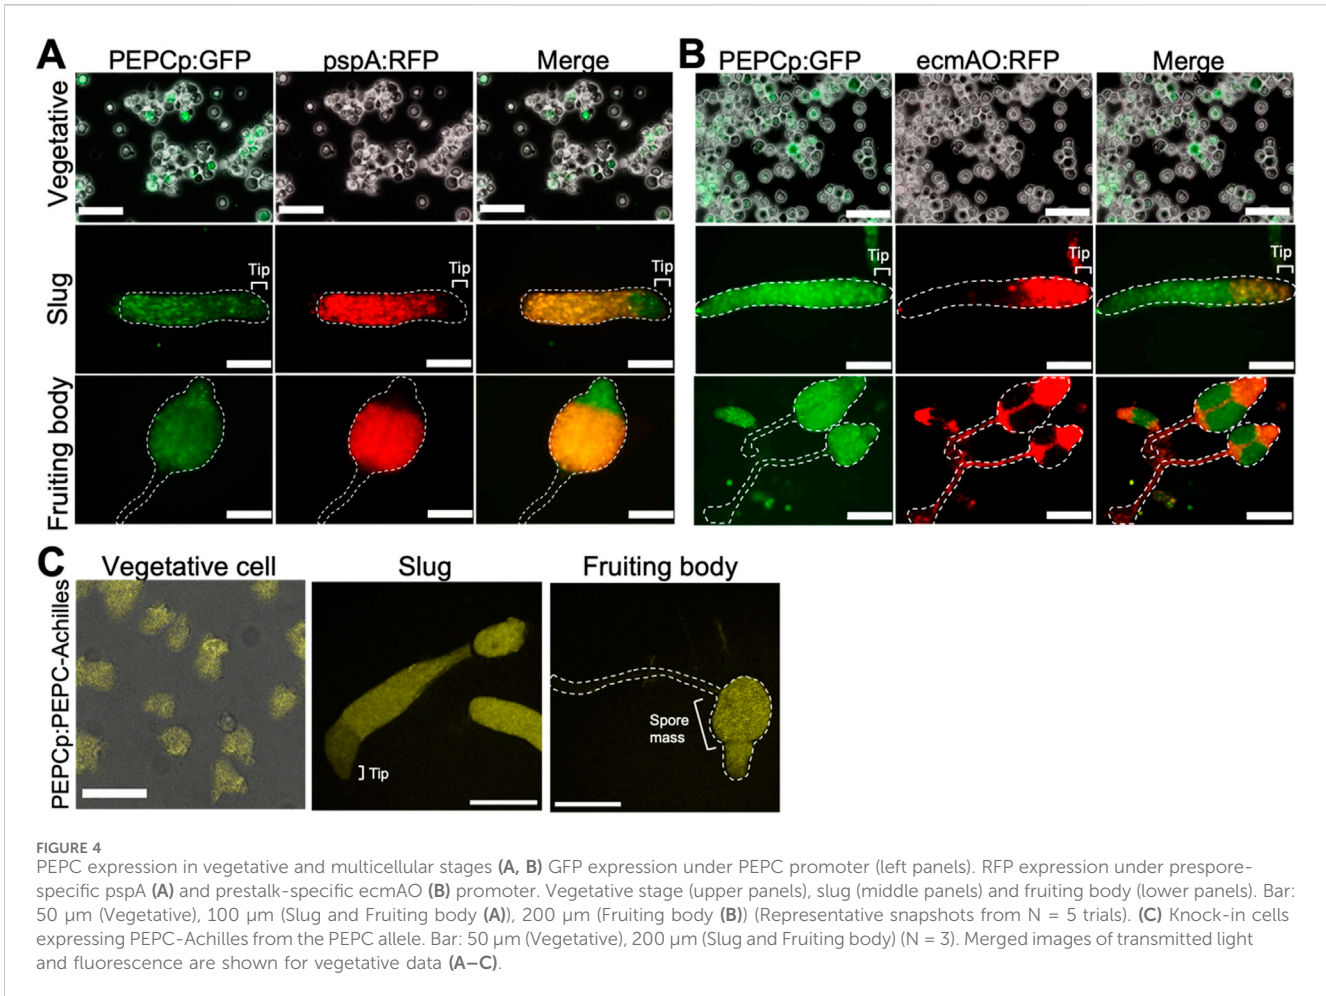 A
PEPCp:GFP pspA:RFP Merge
Vegetative
Slug
Tip
Tip
Tip
Fruiting body
B
PEPCp:GFP ecmAO:RFP Merge
Tip
Tip
Tip
C
Vegetative cell Slug Fruiting body
PEPCp:PEPC-Achilles
Tip
Spore
mass
FIGURE 4
PEPC expression in vegetative and multicellular stages (A, B) GFP expression under PEPC promoter (left panels). RFP expression under prespore-
specific pspA (A) and prestalk-specific ecmAO (B) promoter. Vegetative stage (upper panels), slug (middle panels) and fruiting body (lower panels). Bar:
50 µm (Vegetative), 100 µm (Slug and Fruiting body (A)), 200 µm (Fruiting body (B)) (Representative snapshots from N = 5 trials). (C) Knock-in cells
expressing PEPC-Achilles from the PEPC allele. Bar: 50 µm (Vegetative), 200 µm (Slug and Fruiting body) (N = 3). Merged images of transmitted light
and fluorescence are shown for vegetative data (A–C).